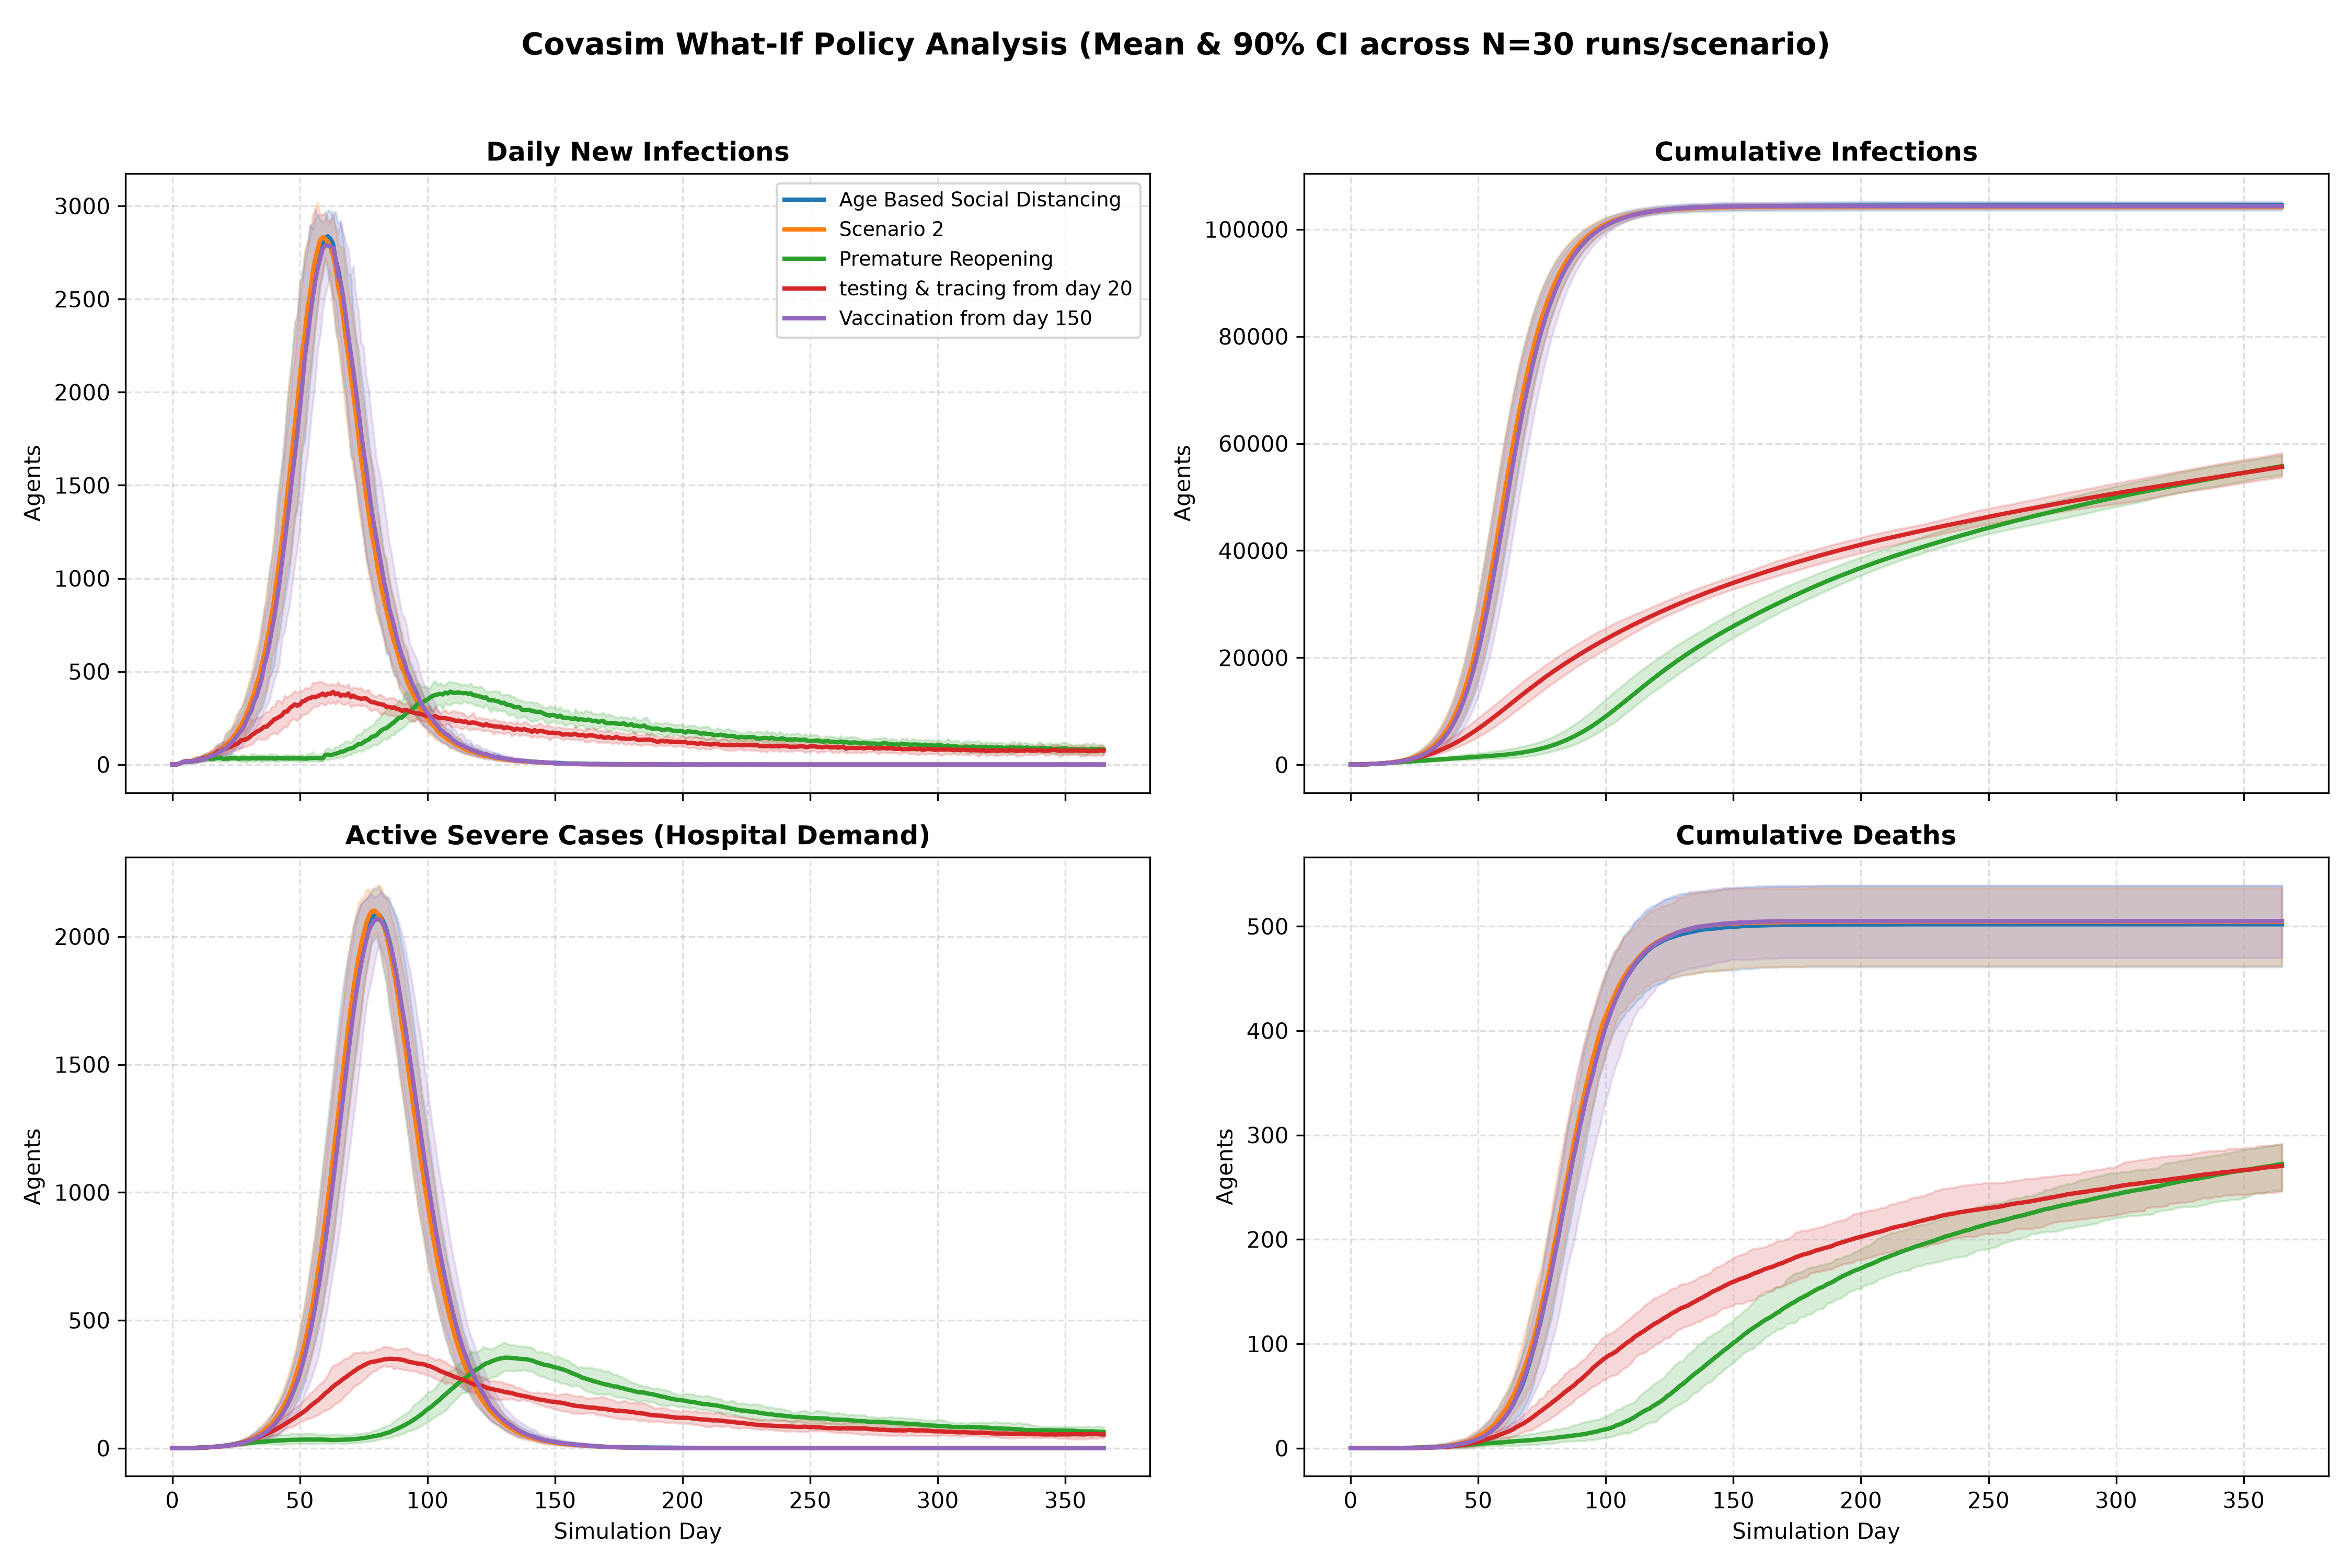 Covasim What-If Policy Analysis (Mean & 90% CI across N=30 runs/scenario)
Daily New Infections
Agents
3000
2500
2000
1500
1000
500
0
Age Based Social Distancing
Scenario 2
Premature Reopening
testing & tracing from day 20
Vaccination from day 150
Cumulative Infections
Agents
100000
80000
60000
40000
20000
0
Active Severe Cases (Hospital Demand)
Agents
2000
1500
1000
500
0
0 50 100 150 200 250 300 350
Simulation Day
Cumulative Deaths
Agents
500
400
300
200
100
0
0 50 100 150 200 250 300 350
Simulation Day